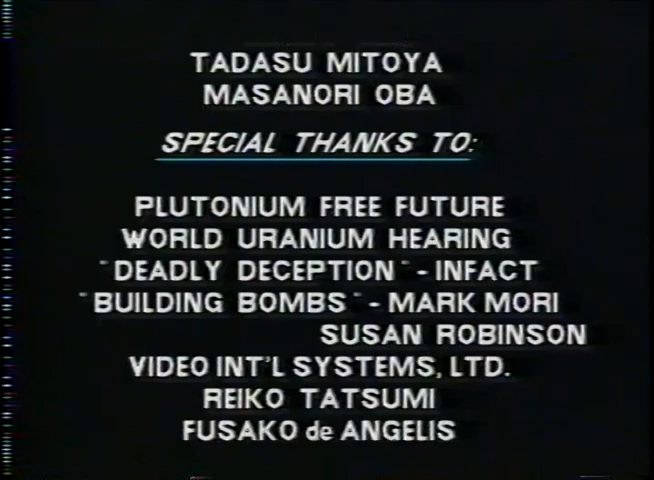 TADASU MITOYA
MASANORI OBA
SPECIAL THANKS TO:
PLUTONIUM FREE FUTURE
WORLD URANIUM HEARING
"DEADLY DECEPTION" - INFACT
"BUILDING BOMBS" - MARK MORI
SUSAN ROBINSON
VIDEO INT'L SYSTEMS, LTD.
REIKO TATSUMI
FUSAKO de ANGELIS